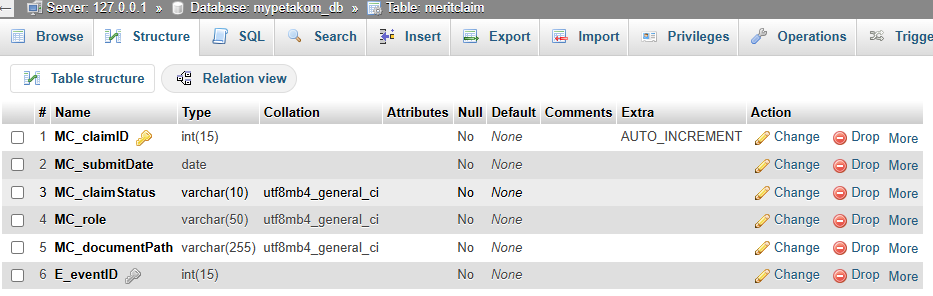 Server: 127.0.0.1 » Database: mypetakom_db » Table: meritclaim
Browse Structure SQL Search Insert Export Import Privileges Operations
Table structure Relation view
# Name Type Collation Attributes Null Default Comments Extra Action
1 MC_claimID int(15) No None AUTO_INCREMENT Change Drop More
2 MC_submitDate date No None Change Drop More
3 MC_claimStatus varchar(10) utf8mb4_general_ci No None Change Drop More
4 MC_role varchar(50) utf8mb4_general_ci No None Change Drop More
5 MC_documentPath varchar(255) utf8mb4_general_ci No None Change Drop More
6 E_eventID int(15) No None Change Drop More